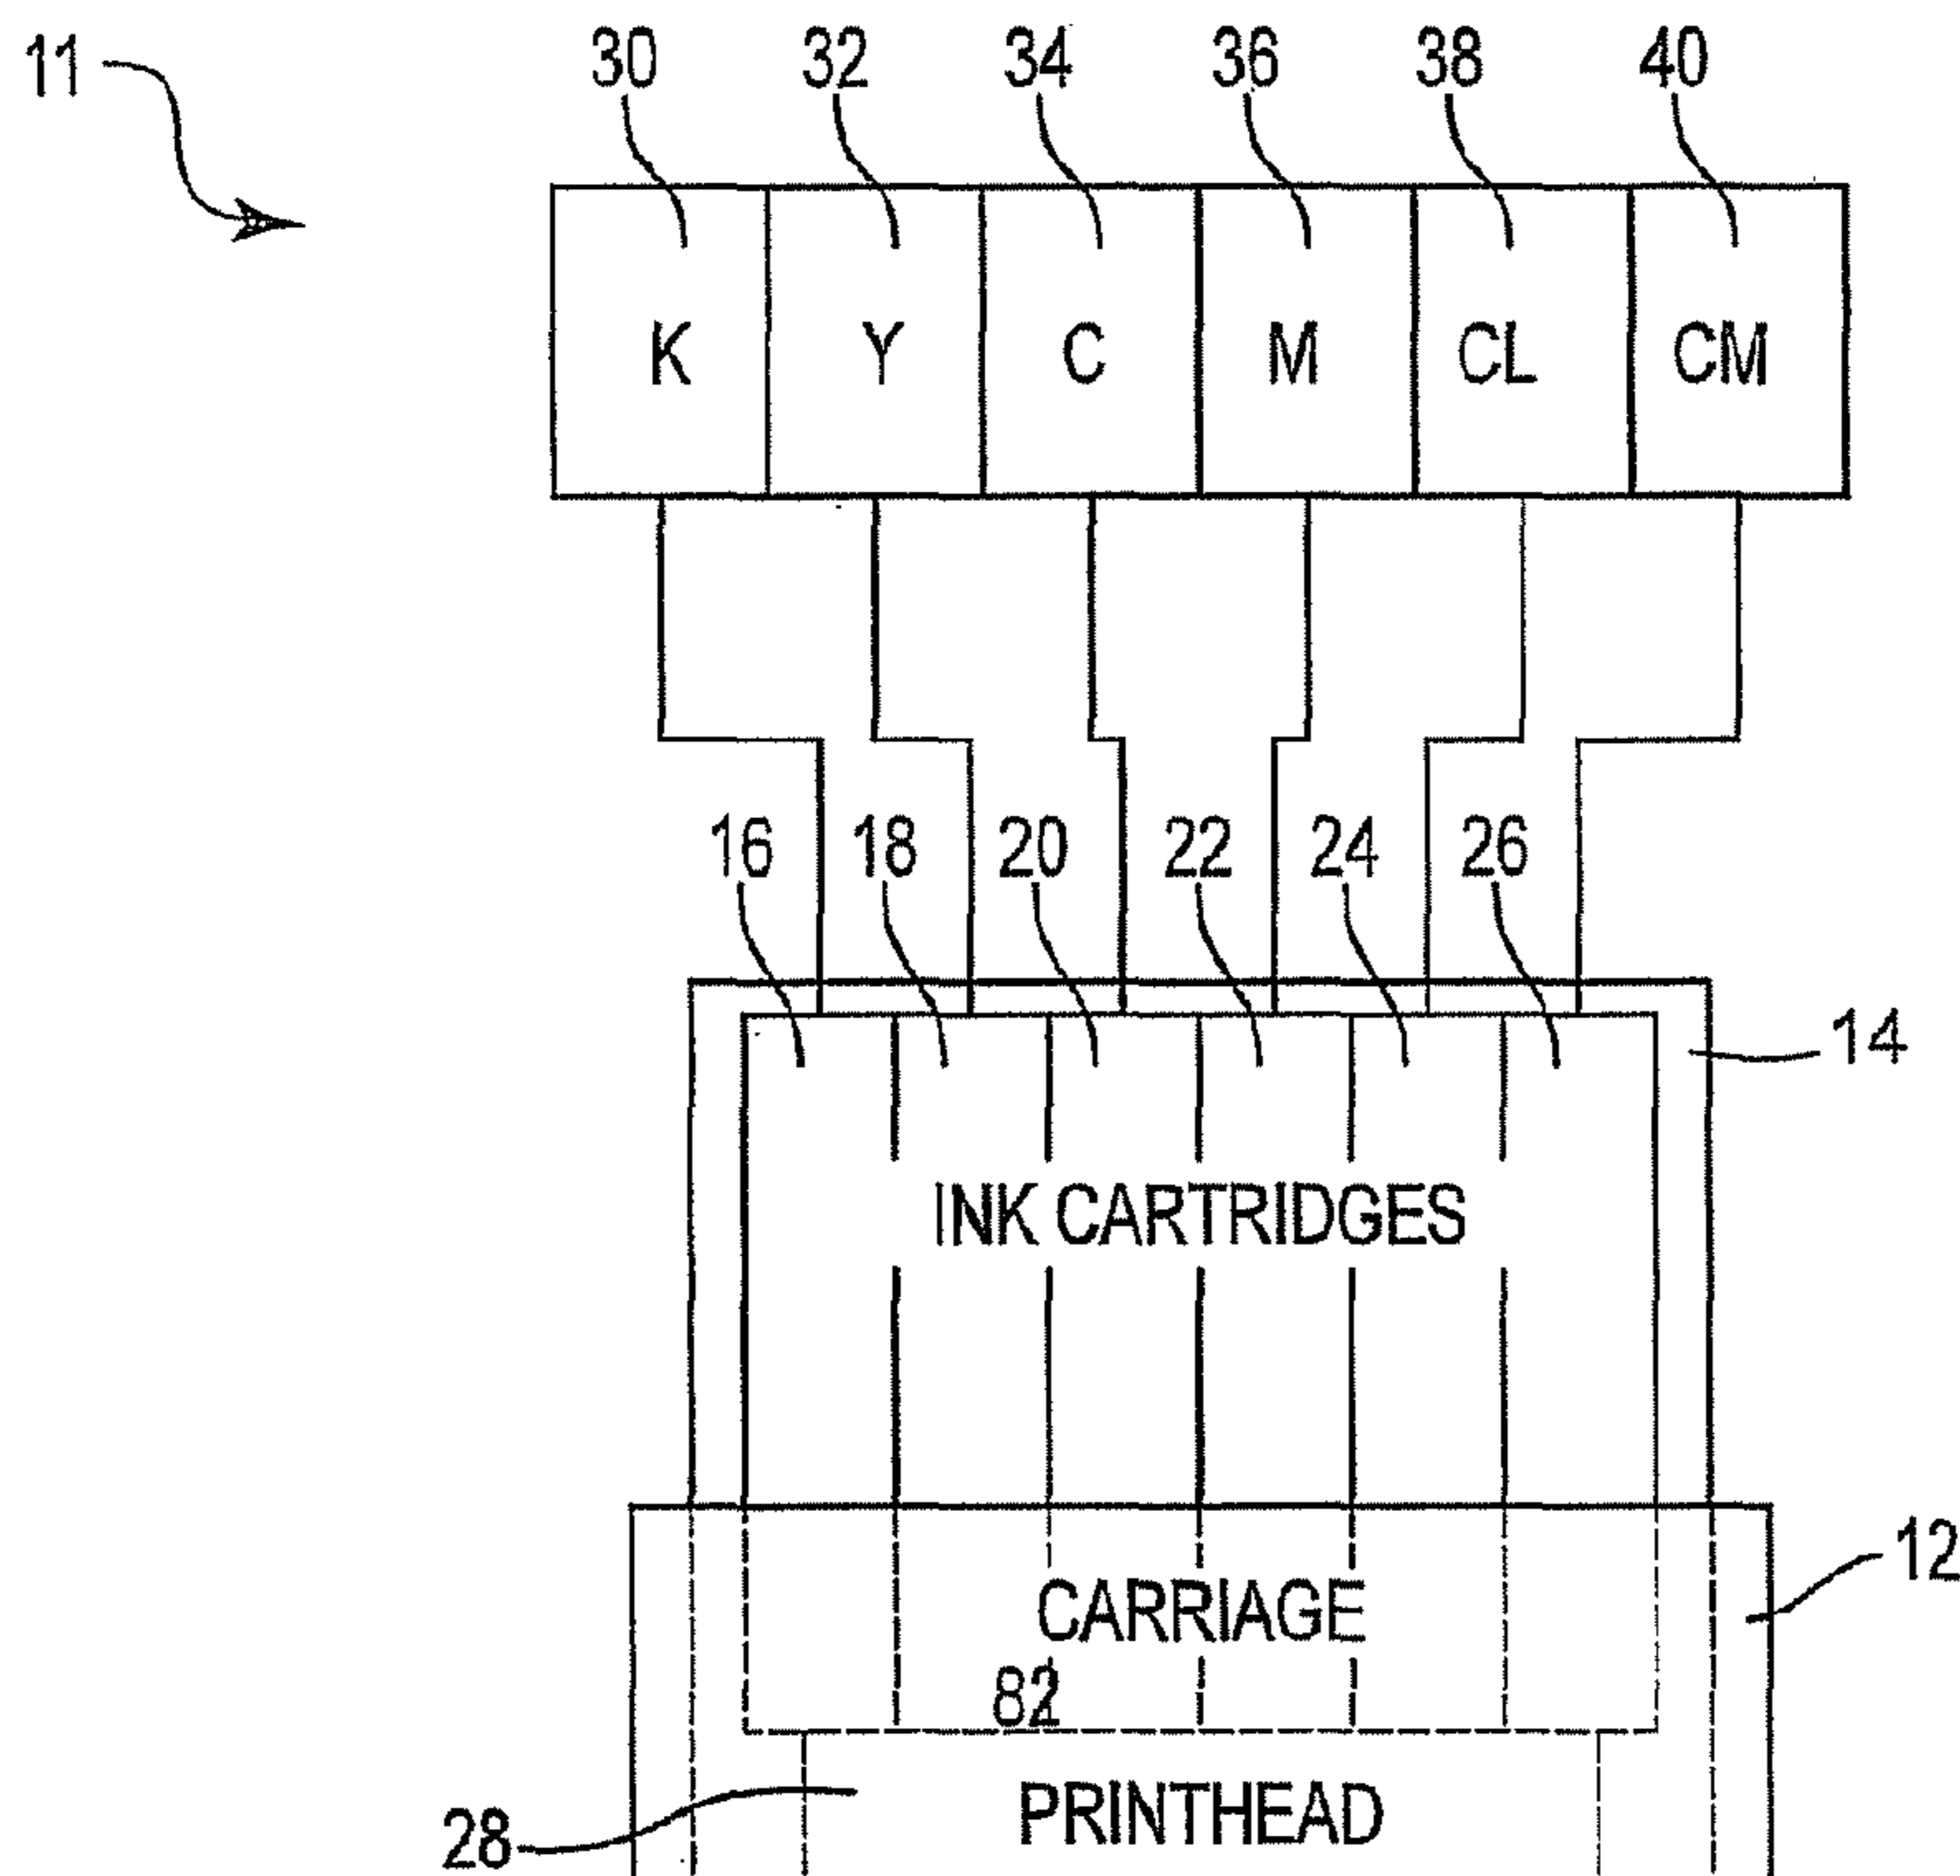 11 30 32 34 36 38 40
K Y C M CL CM
16 18 20 22 24 26
14
INK CARTRIDGES
12
CARRIAGE
82
PRINTHEAD
28